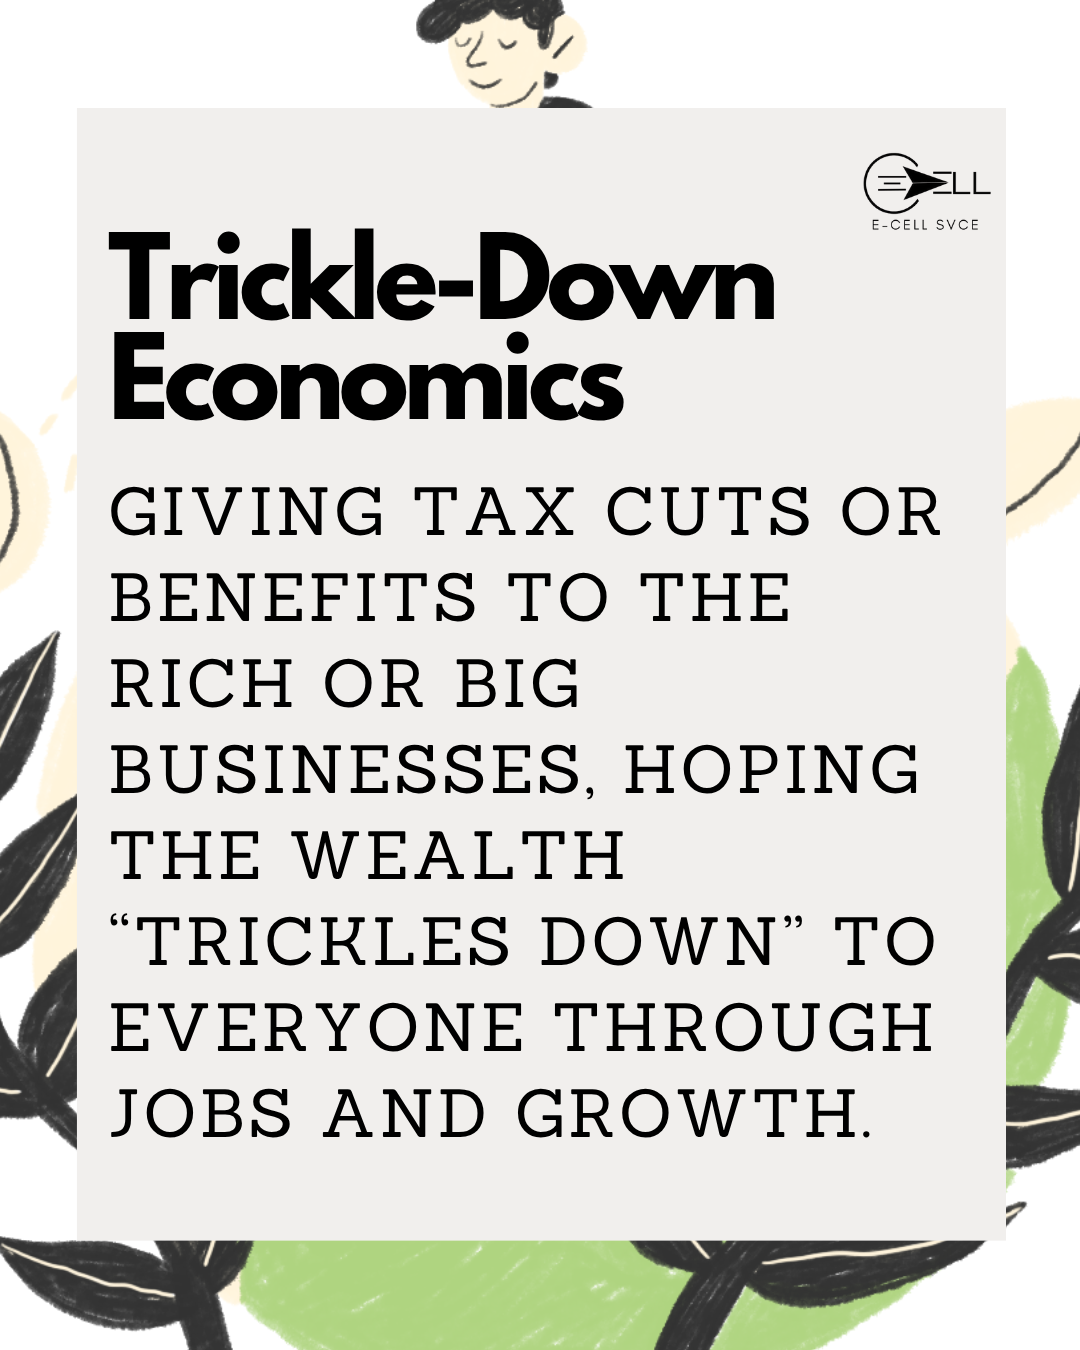 ELL
E-CELL SVCE
Trickle-Down
Economics
GIVING TAX CUTS OR
BENEFITS TO THE
RICH OR BIG
BUSINESSES, HOPING
THE WEALTH
“TRICKLES DOWN” TO
EVERYONE THROUGH
JOBS AND GROWTH.